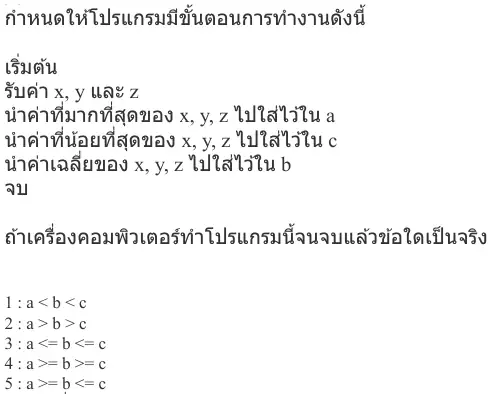 กำหนดให้โปรแกรมมีขั้นตอนการทำงานดังนี้
เริ่มต้น
รับค่า x, y และ z
นำค่าที่มากที่สุดของ x, y, z ไปใส่ไว้ใน a
นำค่าที่น้อยที่สุดของ x, y, z ไปใส่ไว้ใน c
นำค่าเฉลี่ยของ x, y, z ไปใส่ไว้ใน b
จบ
ถ้าเครื่องคอมพิวเตอร์ทำโปรแกรมนี้จนจบแล้วข้อใดเป็นจริง
1 : a < b < c
2 : a > b > c
3 : a <= b <= c
4 : a >= b >= c
5 : a >= b <= c